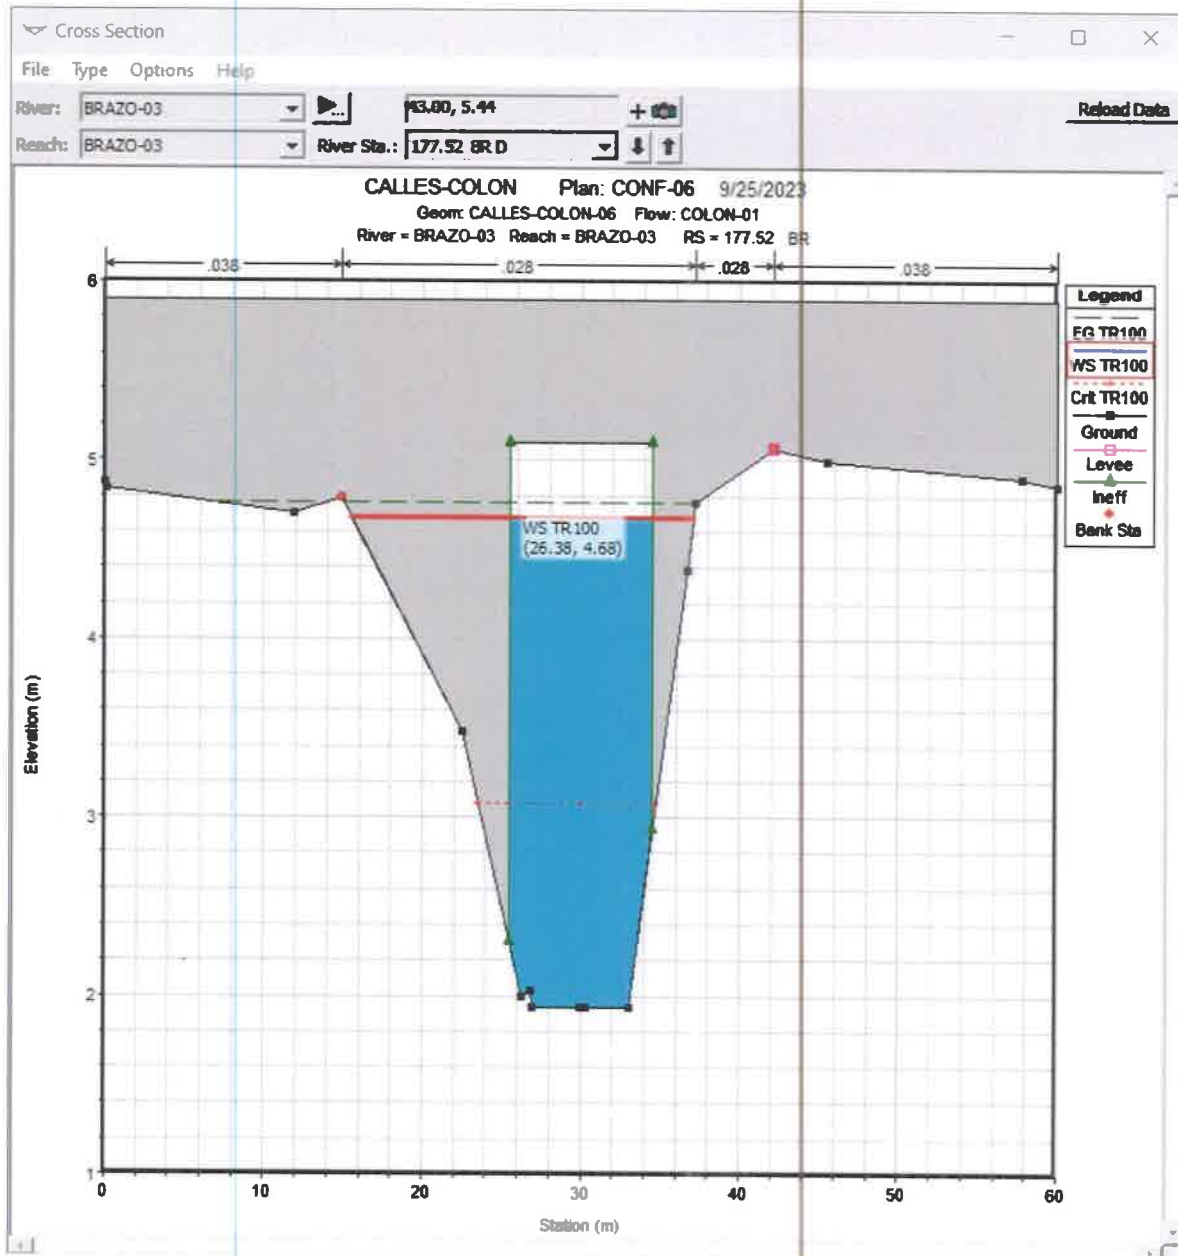 Cross Section
File Type Options Help
River: BRAZO-03 43.00, 5.44 Reload Data
Reach: BRAZO-03 River Sta.: 177.52 BR D
CALLES-COLON Plan: CONF-06 9/25/2023
Geom: CALLES-COLON-06 Flow: COLON-01
River = BRAZO-03 Reach = BRAZO-03 RS = 177.52 BR
.038 .028 .028 .038
6
5
4
3
2
1
Elevation (m)
WS TR100
(26.38, 4.68)
Legend
EG TR100
WS TR100
Crit TR100
Ground
Levee
Ineff
Bank Sta
0 10 20 30 40 50 60
Station (m)